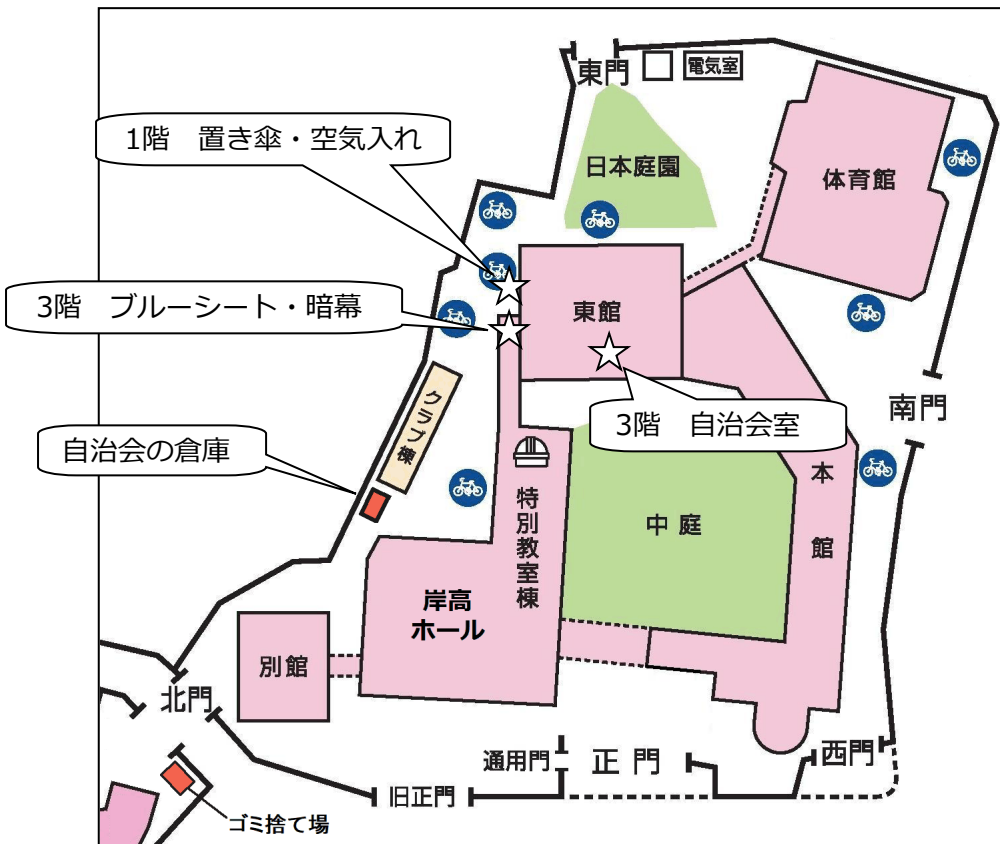 東門
電気室
1階　置き傘・空気入れ
日本庭園
体育館
3階　ブルーシート・暗幕
東館
クラブ棟
3階　自治会室
南門
自治会の倉庫
特別教室棟
中庭
本館
岸高
ホール
別館
北門
通用門
正門
西門
旧正門
ゴミ捨て場